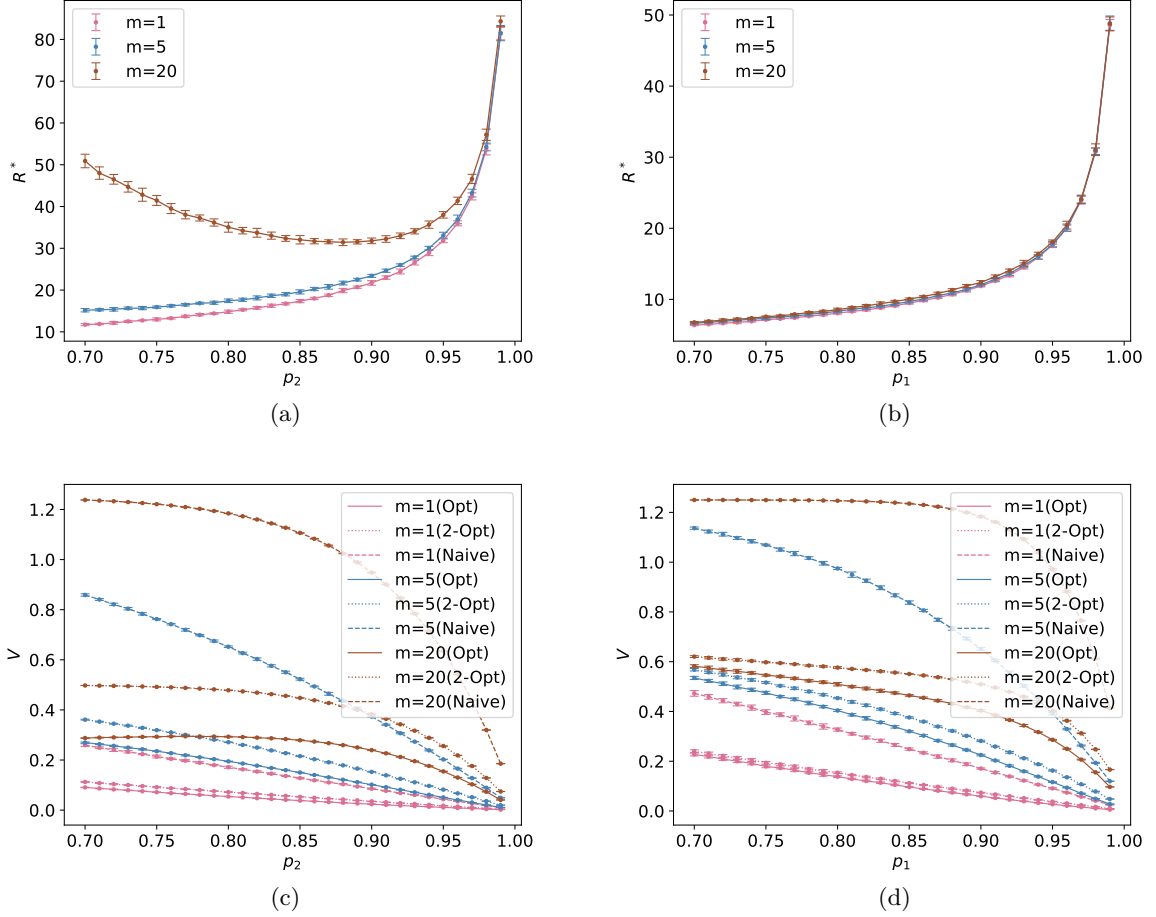 m=1
m=5
m=20
R*
80
70
60
50
40
30
20
10
0.70 0.75 0.80 0.85 0.90 0.95 1.00
p₂
(a)
m=1
m=5
m=20
R*
50
40
30
20
10
0.70 0.75 0.80 0.85 0.90 0.95 1.00
p₁
(b)
m=1(Opt)
m=1(2-Opt)
m=1(Naive)
m=5(Opt)
m=5(2-Opt)
m=5(Naive)
m=20(Opt)
m=20(2-Opt)
m=20(Naive)
V
1.2
1.0
0.8
0.6
0.4
0.2
0.0
0.70 0.75 0.80 0.85 0.90 0.95 1.00
p₂
(c)
m=1(Opt)
m=1(2-Opt)
m=1(Naive)
m=5(Opt)
m=5(2-Opt)
m=5(Naive)
m=20(Opt)
m=20(2-Opt)
m=20(Naive)
V
1.2
1.0
0.8
0.6
0.4
0.2
0.0
0.70 0.75 0.80 0.85 0.90 0.95 1.00
p₁
(d)